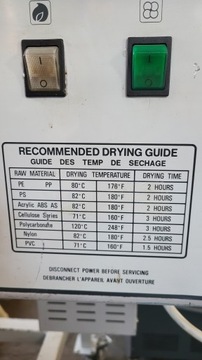 RECOMMENDED DRYING GUIDE
GUIDE DES TEMP DE SECHAGE
RAW MATERIAL DRYING TEMPERATURE DRYING TIME
PE PP 80°C 176°F 2 HOURS
PS 82°C 180°F 2 HOURS
Acrylic ABS AS 82°C 180°F 3 HOURS
Cellulose Syries 71°C 160°F 3 HOURS
Polycarbonate 120°C 248°F 3 HOURS
Nylon 82°C 180°F 2.5 HOURS
PVC 71°C 160°F 1.5 HOURS
DISCONNECT POWER BEFORE SERVICING
DEBRANCHER L'APPAREIL AVANT OUVERTURE